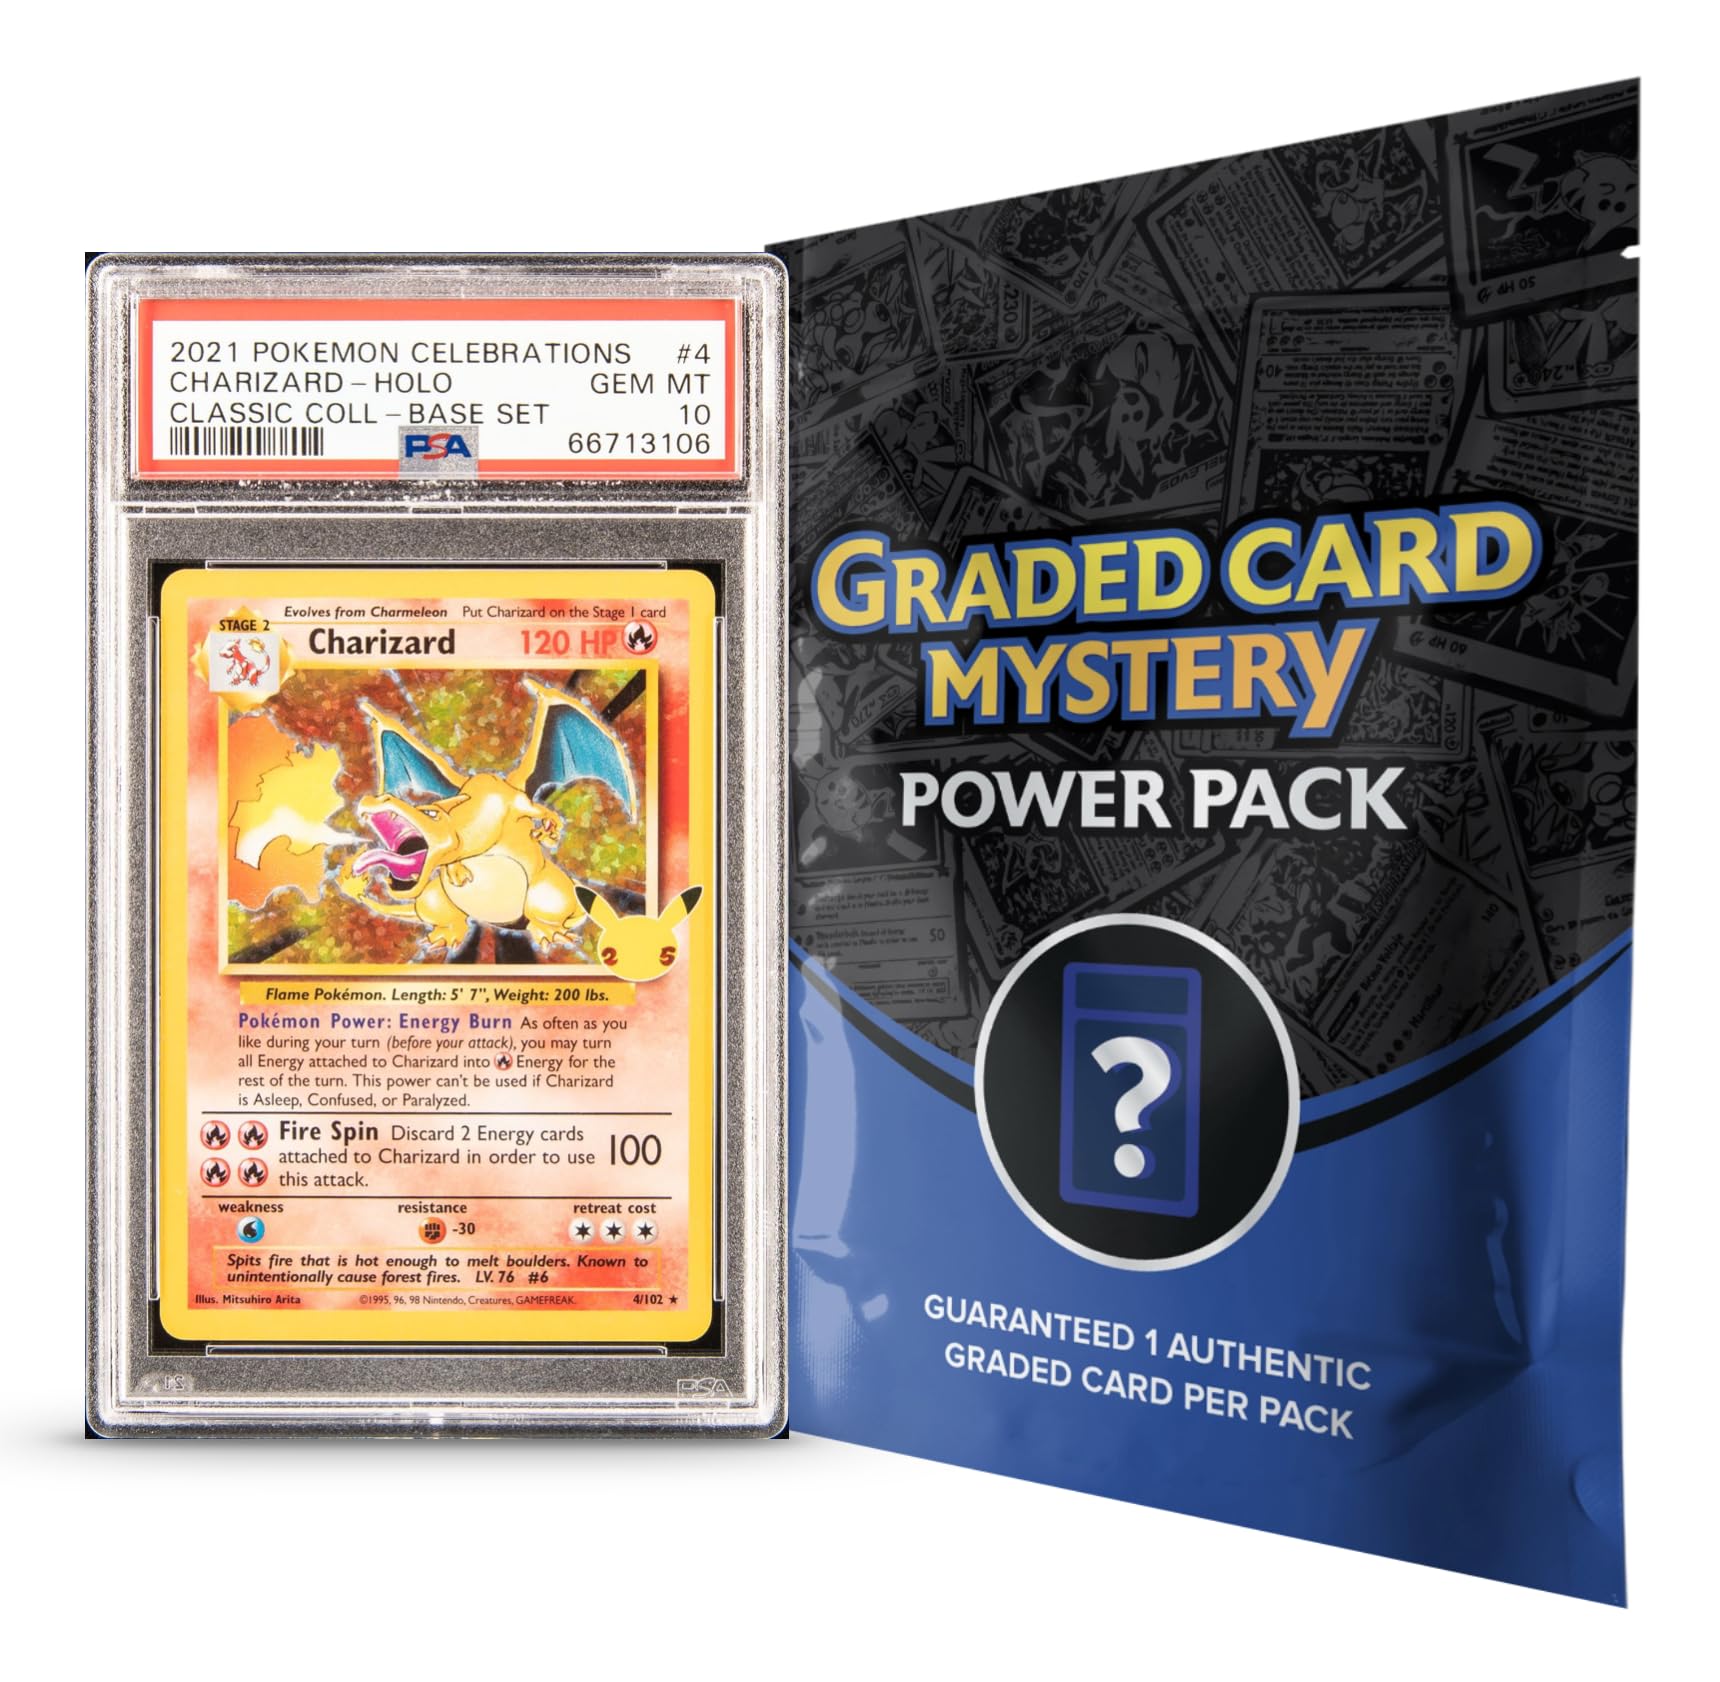 2021 POKEMON CELEBRATIONS #4
CHARIZARD - HOLO GEM MT
CLASSIC COLL - BASE SET 10
PSA 66713106
Evolves from Charmeleon Put Charizard on the Stage 1 card
STAGE 2
Charizard 120 HP
2 5
Flame Pokémon. Length: 5' 7", Weight: 200 lbs.
Pokémon Power: Energy Burn As often as you
like during your turn (before your attack), you may turn
all Energy attached to Charizard into Energy for the
rest of the turn. This power can't be used if Charizard
is Asleep, Confused, or Paralyzed.
Fire Spin Discard 2 Energy cards
attached to Charizard in order to use 100
this attack.
weakness resistance retreat cost
-30
Spits fire that is hot enough to melt boulders. Known to
unintentionally cause forest fires. LV. 76 #6
Illus. Mitsuhiro Arita ©1995, 96, 98 Nintendo, Creatures, GAMEFREAK. 4/102 ★
PSA
GRADED CARD
MYSTERY
POWER PACK
?
GUARANTEED 1 AUTHENTIC
GRADED CARD PER PACK